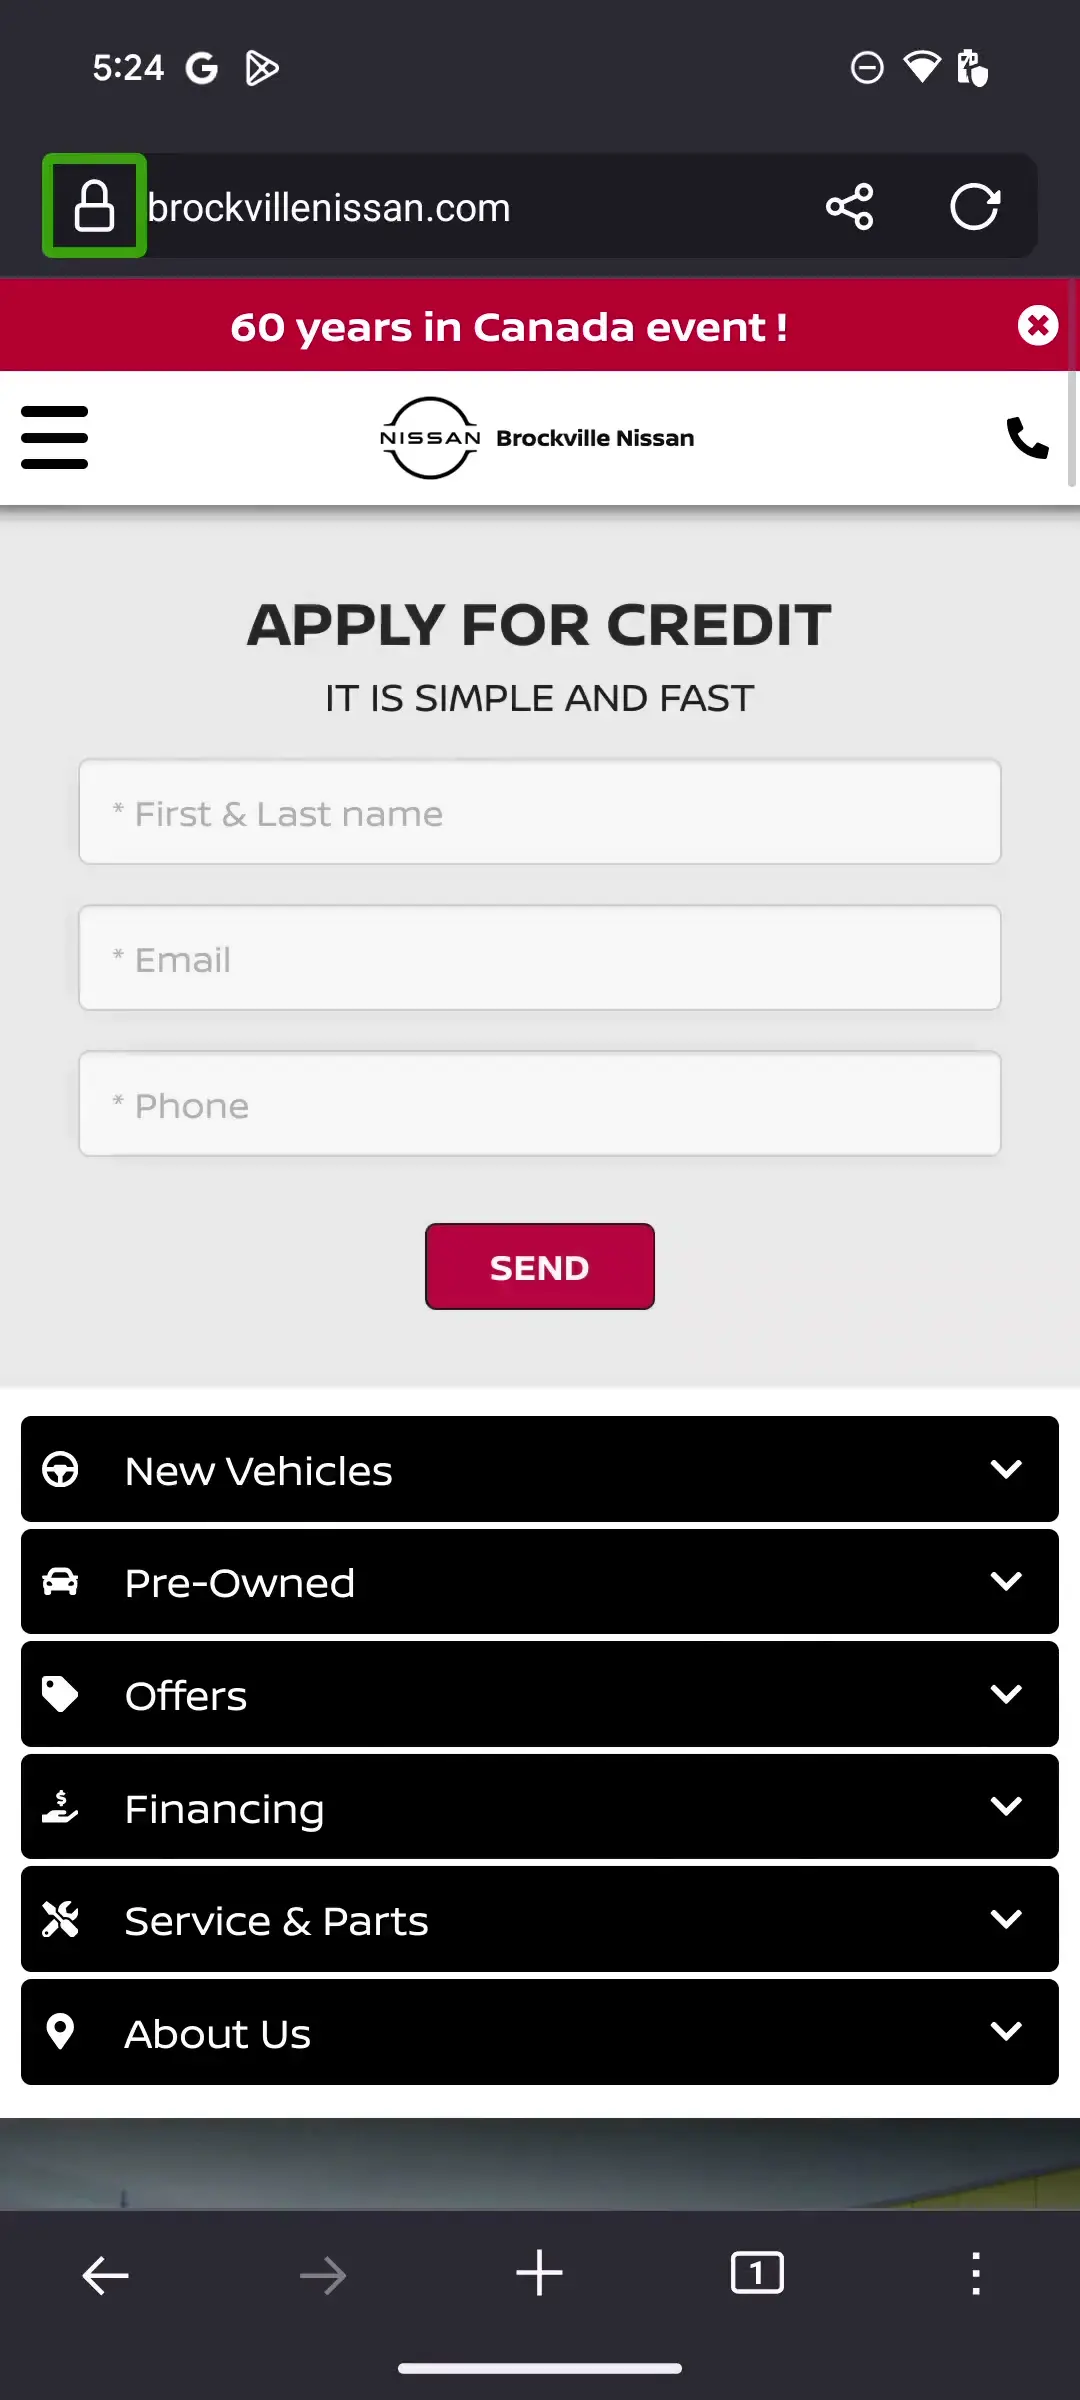 5:24
brockvillenissan.com
60 years in Canada event !
NISSAN Brockville Nissan
APPLY FOR CREDIT
IT IS SIMPLE AND FAST
* First & Last name
* Email
* Phone
SEND
New Vehicles
Pre-Owned
Offers
Financing
Service & Parts
About Us
1